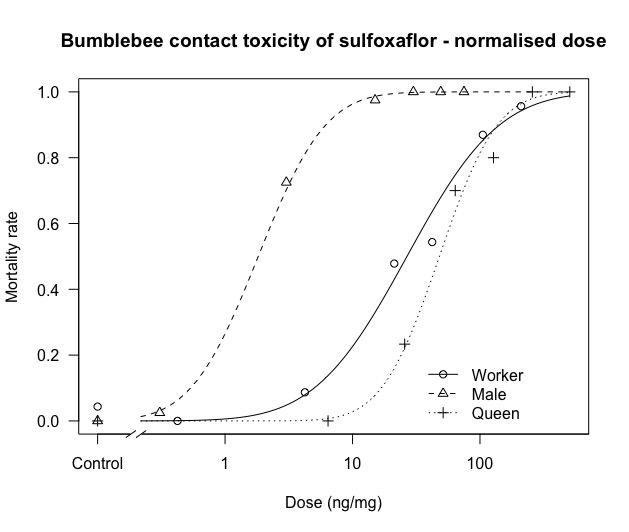 Bumblebee contact toxicity of sulfoxaflor - normalised dose
Mortality rate
1.0
0.8
0.6
0.4
0.2
0.0
Worker
Male
Queen
Control
1
10
100
Dose (ng/mg)